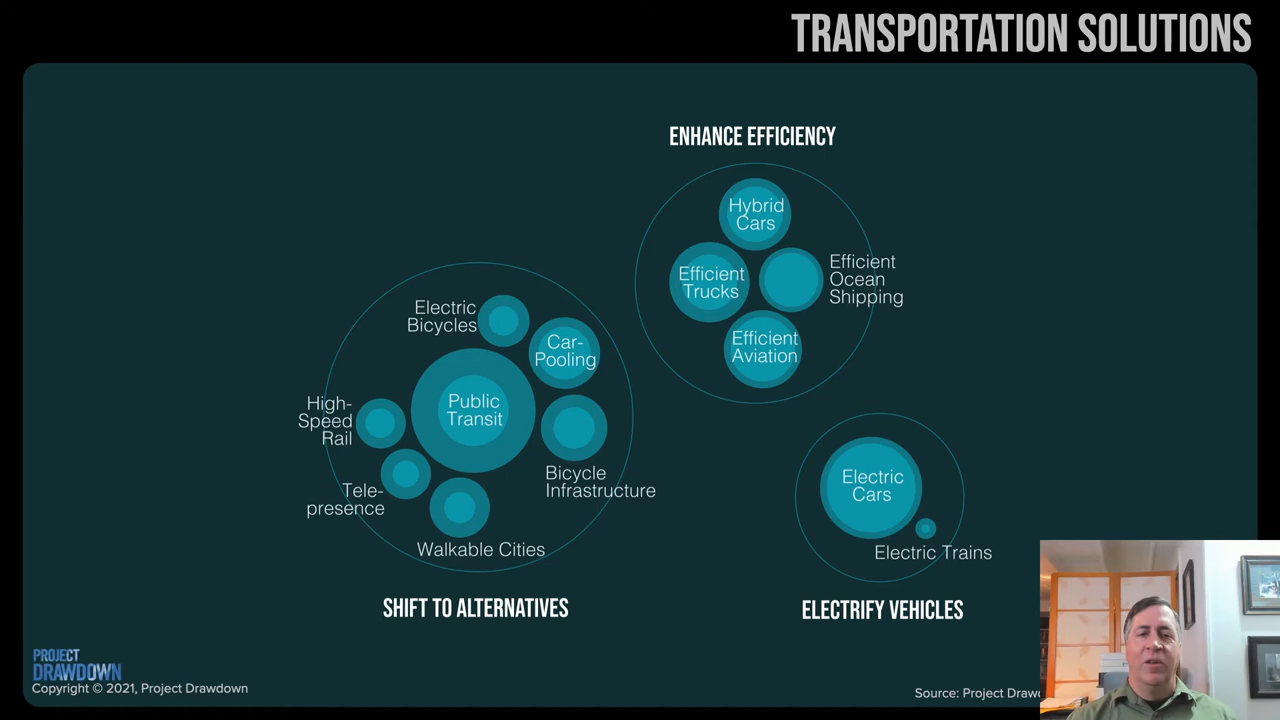 TRANSPORTATION SOLUTIONS
ENHANCE EFFICIENCY
Hybrid
Cars
Efficient
Trucks
Efficient
Ocean
Shipping
Efficient
Aviation
Electric
Bicycles
Car-
Pooling
Public
Transit
High-
Speed
Rail
Bicycle
Infrastructure
Tele-
presence
Walkable Cities
SHIFT TO ALTERNATIVES
Electric
Cars
Electric Trains
ELECTRIFY VEHICLES
PROJECT
DRAWDOWN
Copyright © 2021, Project Drawdown
Source: Project